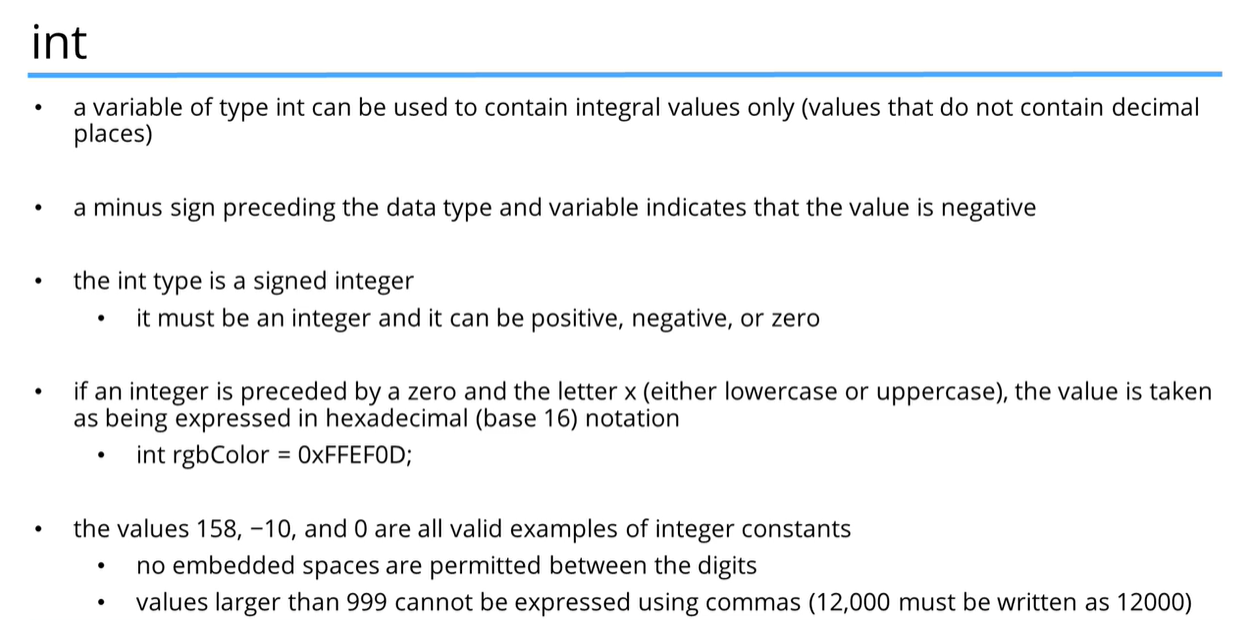 int
• a variable of type int can be used to contain integral values only (values that do not contain decimal
places)
• a minus sign preceding the data type and variable indicates that the value is negative
• the int type is a signed integer
• it must be an integer and it can be positive, negative, or zero
• if an integer is preceded by a zero and the letter x (either lowercase or uppercase), the value is taken
as being expressed in hexadecimal (base 16) notation
• int rgbColor = 0xFFEF0D;
• the values 158, −10, and 0 are all valid examples of integer constants
• no embedded spaces are permitted between the digits
• values larger than 999 cannot be expressed using commas (12,000 must be written as 12000)